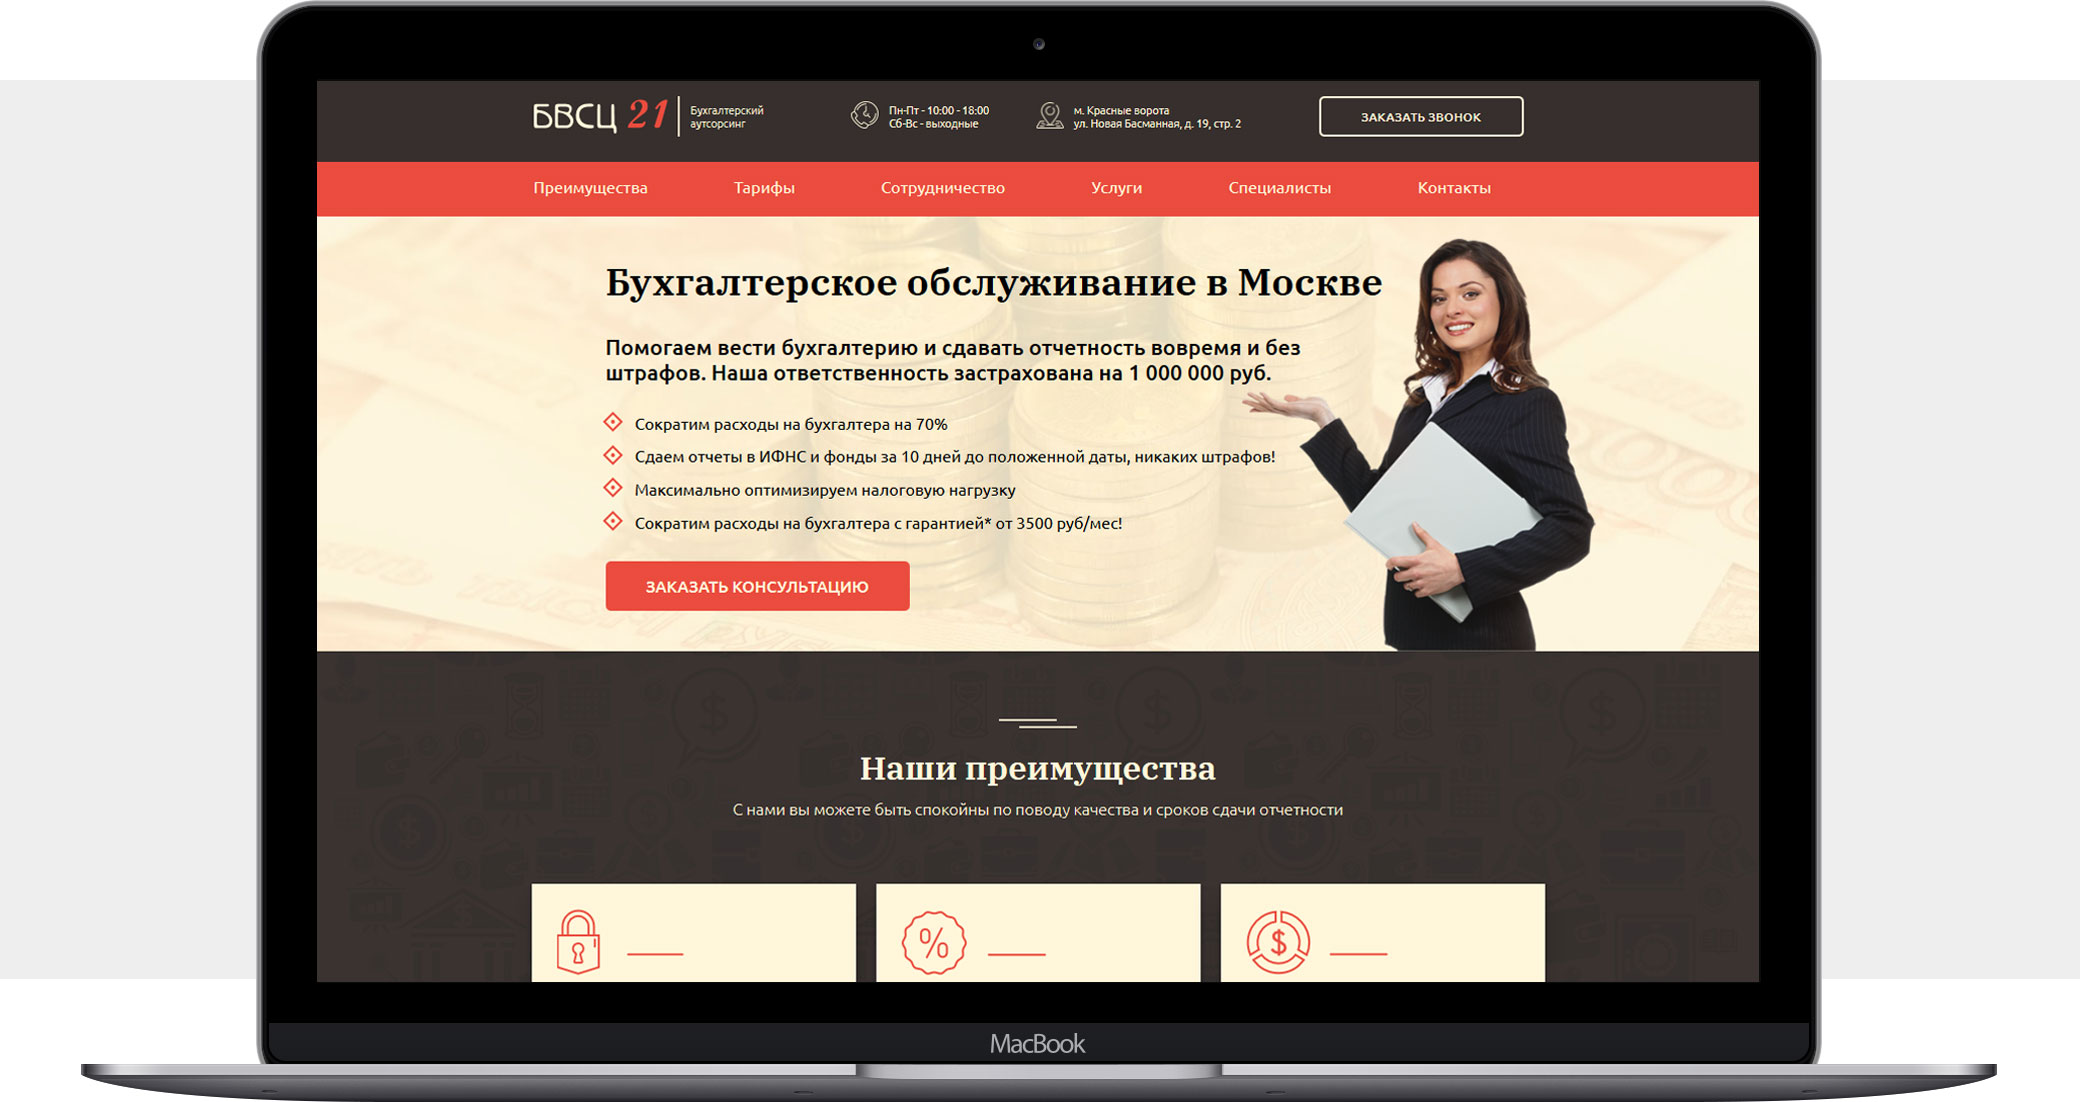 БВСЦ 21
Бухгалтерский
аутсорсинг
Пн-Пт - 10:00 - 18:00
Сб-Вс - выходные
м. Красные ворота
ул. Новая Басманная, д. 19, стр. 2
ЗАКАЗАТЬ ЗВОНОК
Преимущества Тарифы Сотрудничество Услуги Специалисты Контакты
Бухгалтерское обслуживание в Москве
Помогаем вести бухгалтерию и сдавать отчетность вовремя и без
штрафов. Наша ответственность застрахована на 1 000 000 руб.
Сократим расходы на бухгалтера на 70%
Сдаем отчеты в ИФНС и фонды за 10 дней до положенной даты, никаких штрафов!
Максимально оптимизируем налоговую нагрузку
Сократим расходы на бухгалтера с гарантией* от 3500 руб/мес!
ЗАКАЗАТЬ КОНСУЛЬТАЦИЮ
Наши преимущества
С нами вы можете быть спокойны по поводу качества и сроков сдачи отчетности
%
$
MacBook